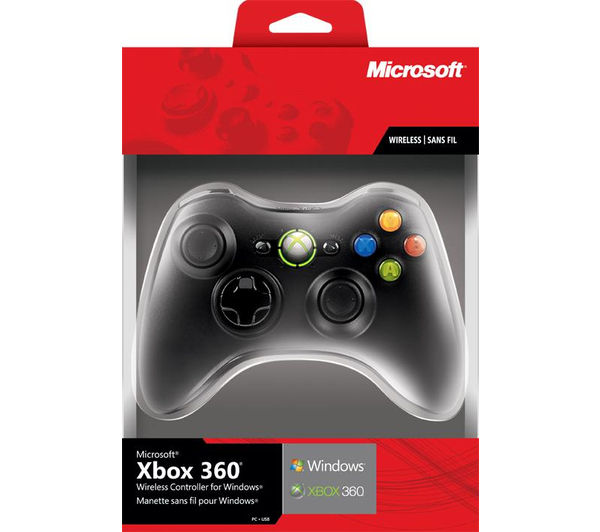 Microsoft®
WIRELESS | SANS FIL
Y
X
B
A
Microsoft®
Xbox 360®
Wireless Controller for Windows®
Manette sans fil pour Windows®
PC • USB
Windows®
XBOX 360